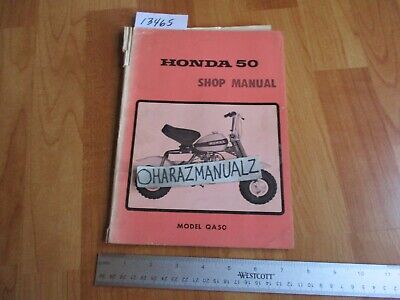 13465
HONDA 50
SHOP MANUAL
OHARAZMANUALZ
MODEL QA50
WESTCOTT